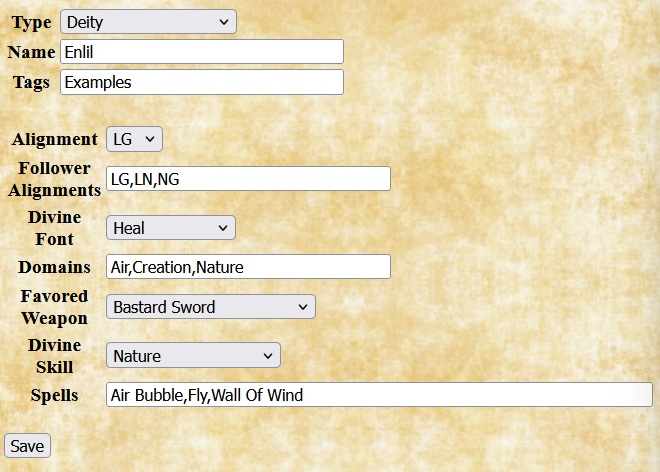 Type Deity
Name Enlil
Tags Examples
Alignment LG
Follower
Alignments LG,LN,NG
Divine
Font Heal
Domains Air,Creation,Nature
Favored
Weapon Bastard Sword
Divine
Skill Nature
Spells Air Bubble,Fly,Wall Of Wind
Save